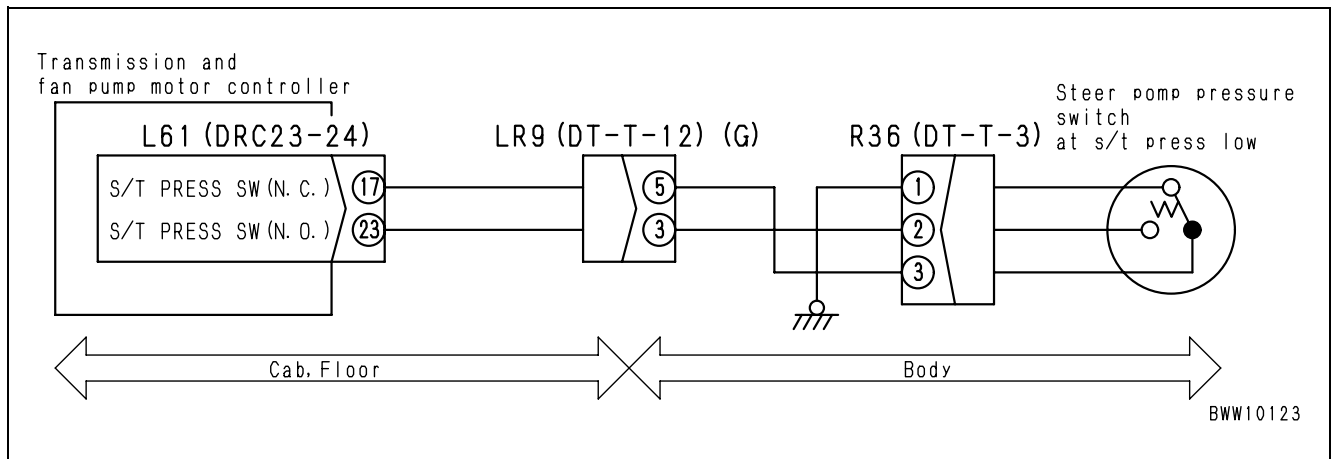 Transmission and
fan pump motor controller
L61 (DRC23-24)
LR9 (DT-T-12) (G)
R36 (DT-T-3)
Steer pomp pressure
switch
at s/t press low
S/T PRESS SW(N.C.)
17
5
1
S/T PRESS SW(N.O.)
23
3
2
3
Cab, Floor
Body
BWW10123